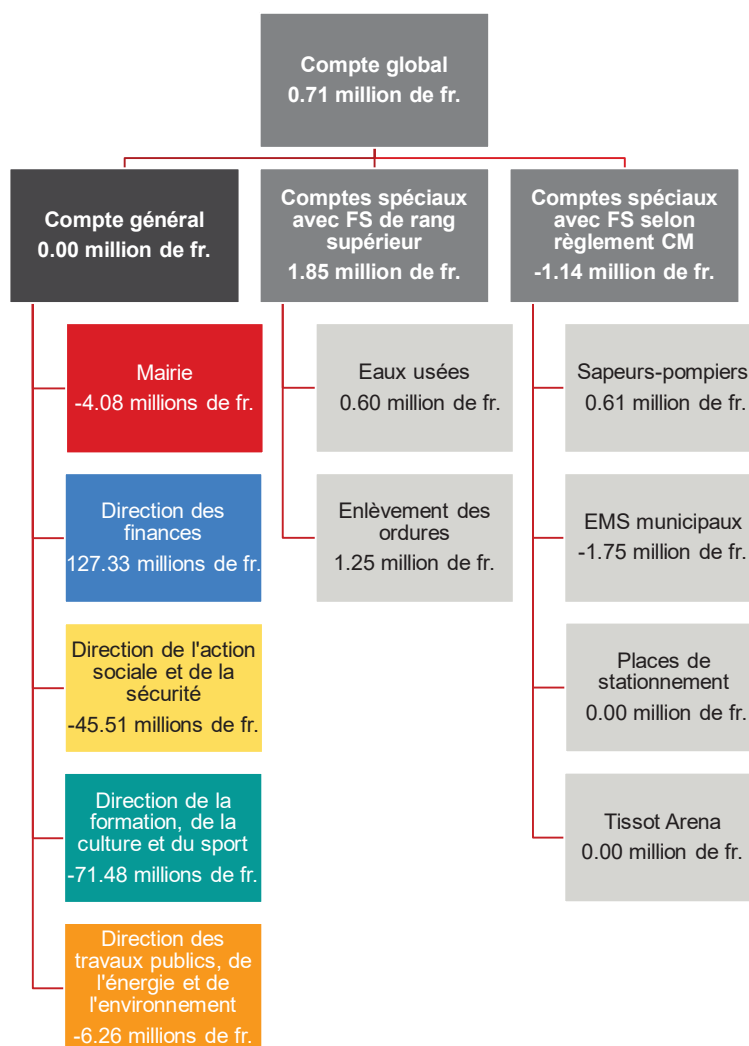 Compte global
0.71 million de fr.
Compte général
0.00 million de fr.
Comptes spéciaux
avec FS de rang
supérieur
1.85 million de fr.
Comptes spéciaux
avec FS selon
règlement CM
-1.14 million de fr.
Mairie
-4.08 millions de fr.
Direction des
finances
127.33 millions de fr.
Direction de l'action
sociale et de la
sécurité
-45.51 millions de fr.
Direction de la
formation, de la
culture et du sport
-71.48 millions de fr.
Direction des
travaux publics, de
l'énergie et de
l'environnement
-6.26 millions de fr.
Eaux usées
0.60 million de fr.
Enlèvement des
ordures
1.25 million de fr.
Sapeurs-pompiers
0.61 million de fr.
EMS municipaux
-1.75 million de fr.
Places de
stationnement
0.00 million de fr.
Tissot Arena
0.00 million de fr.